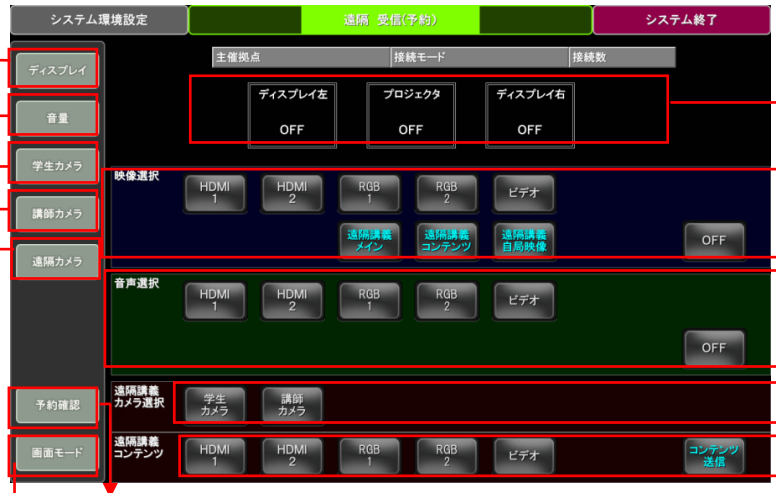 システム環境設定
遠隔 受信(予約)
システム終了
主催拠点
接続モード
接続数
ディスプレイ
音量
学生カメラ
講師カメラ
遠隔カメラ
予約確認
画面モード
ディスプレイ左
OFF
プロジェクタ
OFF
ディスプレイ右
OFF
映像選択
HDMI
1
HDMI
2
RGB
1
RGB
2
ビデオ
遠隔講義
メイン
遠隔講義
コンテンツ
遠隔講義
自局映像
OFF
音声選択
HDMI
1
HDMI
2
RGB
1
RGB
2
ビデオ
OFF
遠隔講義
カメラ選択
学生
カメラ
講師
カメラ
遠隔講義
コンテンツ
HDMI
1
HDMI
2
RGB
1
RGB
2
ビデオ
コンテンツ
送信